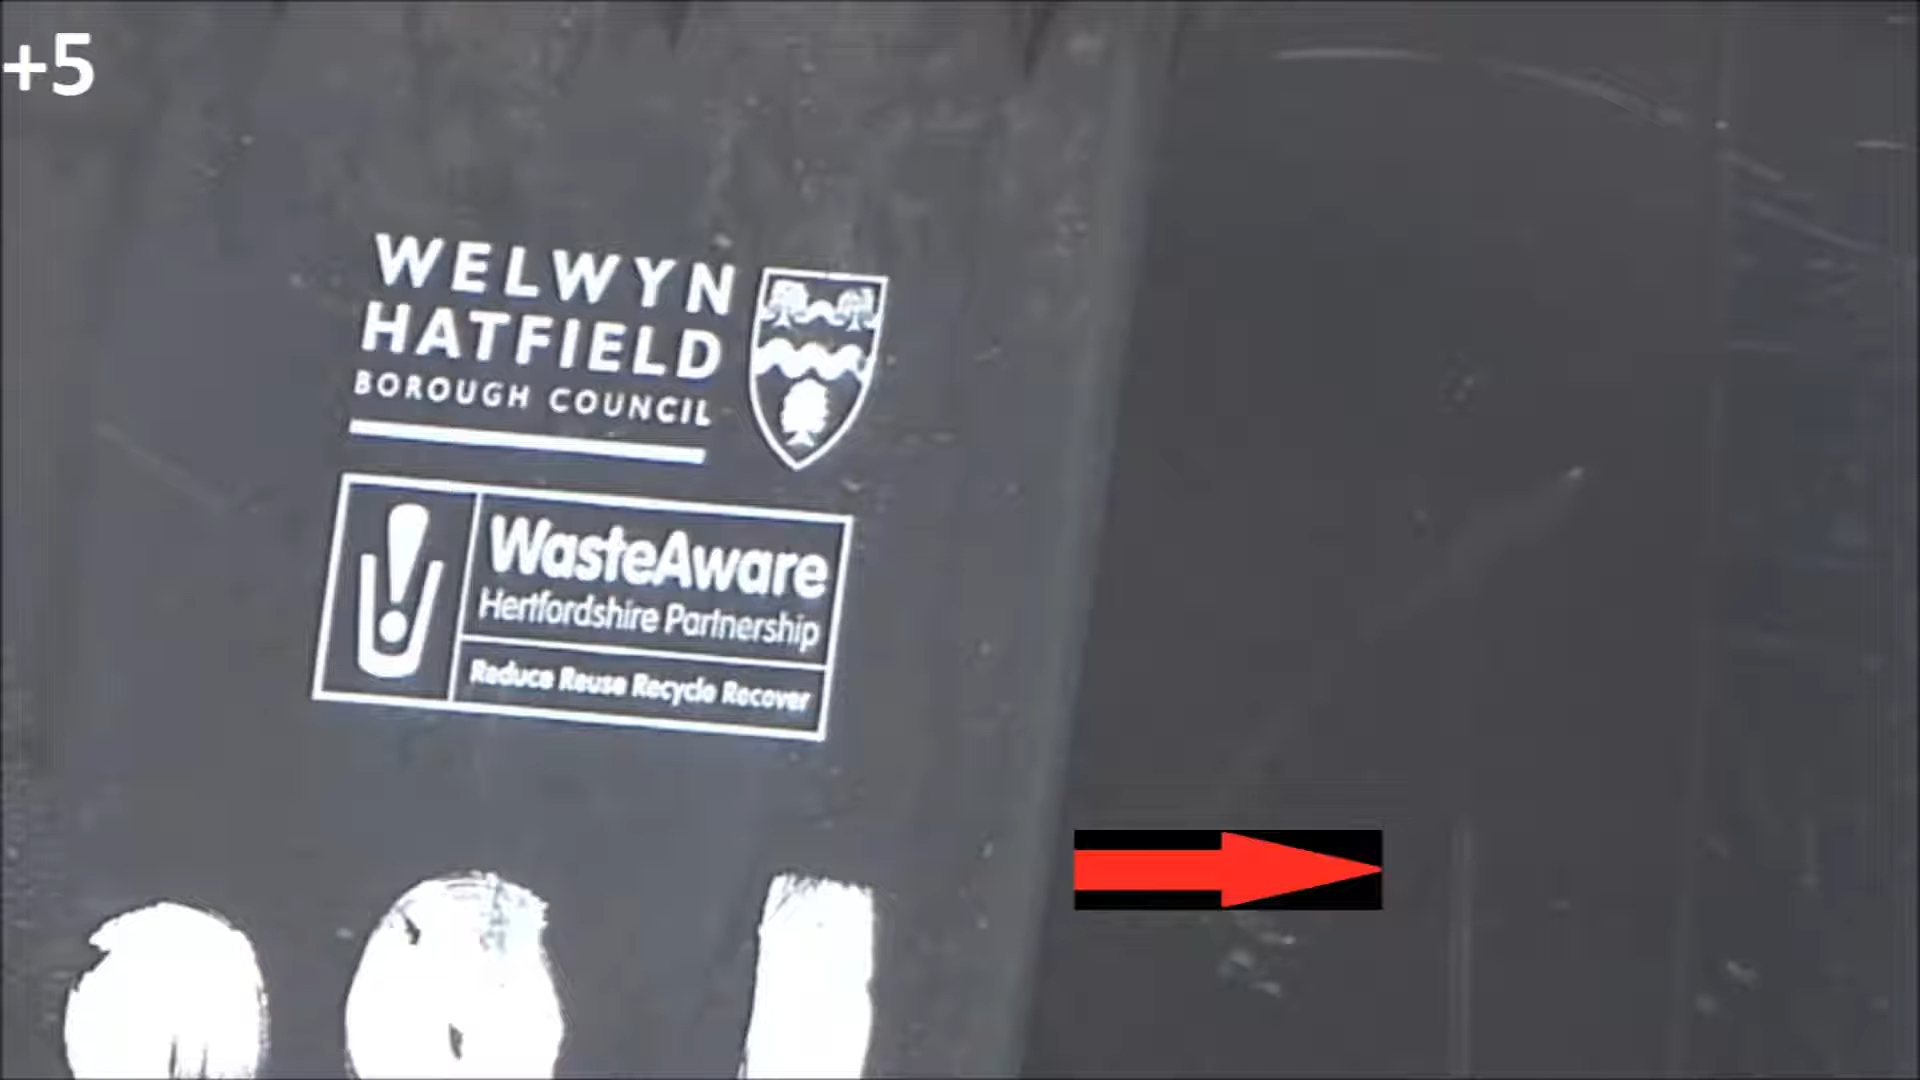 +5
WELWYN
HATFIELD
BOROUGH COUNCIL
WasteAware
Hertfordshire Partnership
Reduce Reuse Recycle Recover